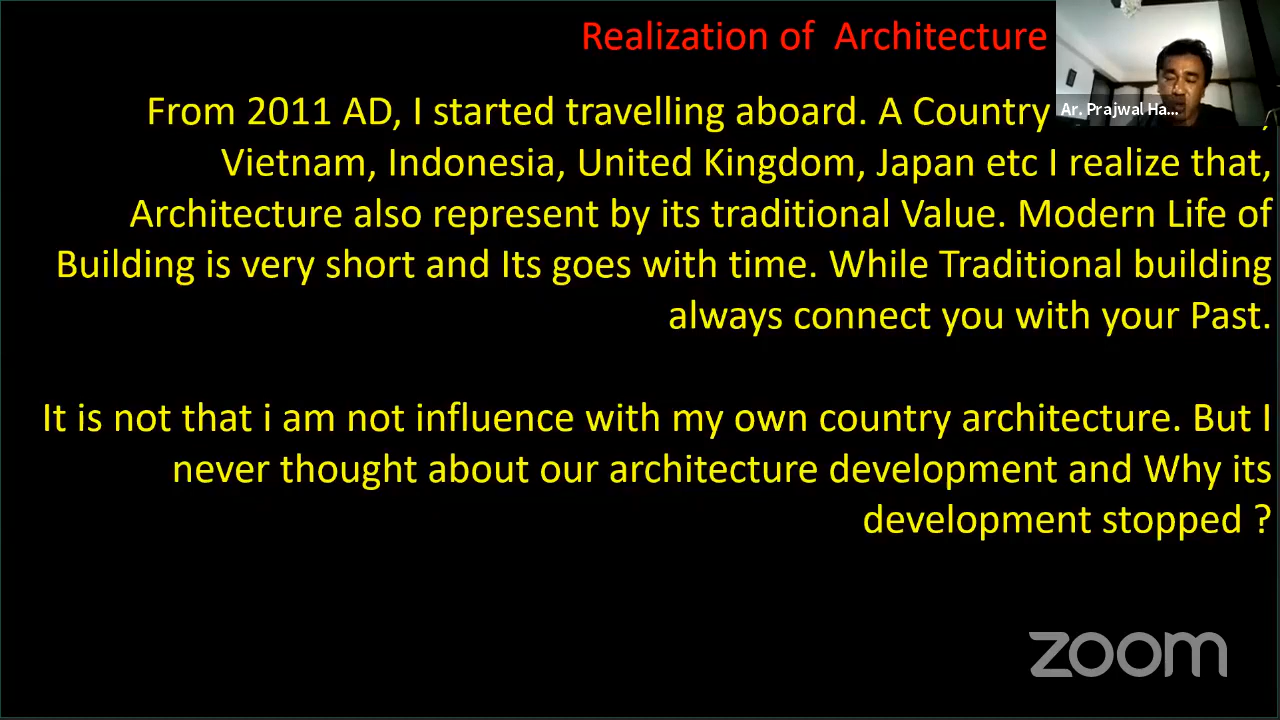 Realization of Architecture
Ar. Prajwal Ha...
From 2011 AD, I started travelling aboard. A Country
Vietnam, Indonesia, United Kingdom, Japan etc I realize that,
Architecture also represent by its traditional Value. Modern Life of
Building is very short and Its goes with time. While Traditional building
always connect you with your Past.
It is not that i am not influence with my own country architecture. But I
never thought about our architecture development and Why its
development stopped ?
zoom